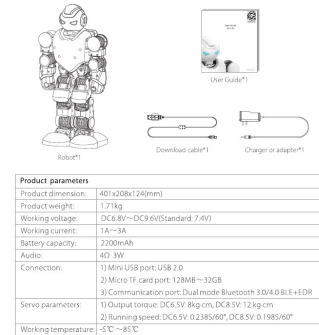 User Guide*1
Robot*1
Download cable*1
Charger or adapter*1
Product parameters
Product dimension: 401x208x124(mm)
Product weight: 1.71kg
Working voltage: DC6.8V～DC9.6V(Standard: 7.4V)
Working current: 1A～3A
Battery capacity: 2200mAh
Audio: 4Ω 3W
Connection: 1) Mini USB port: USB 2.0
2) Micro TF card port: 128MB～32GB
3) Communication port: Dual mode Bluetooth 3.0/4.0 BLE+EDR
Servo parameters: 1) Output torque: DC6.5V: 8kg·cm, DC8.5V: 12 kg·cm
2) Running speed: DC6.5V: 0.238S/60°, DC8.5V: 0.198S/60°
Working temperature: -5℃ ~85℃